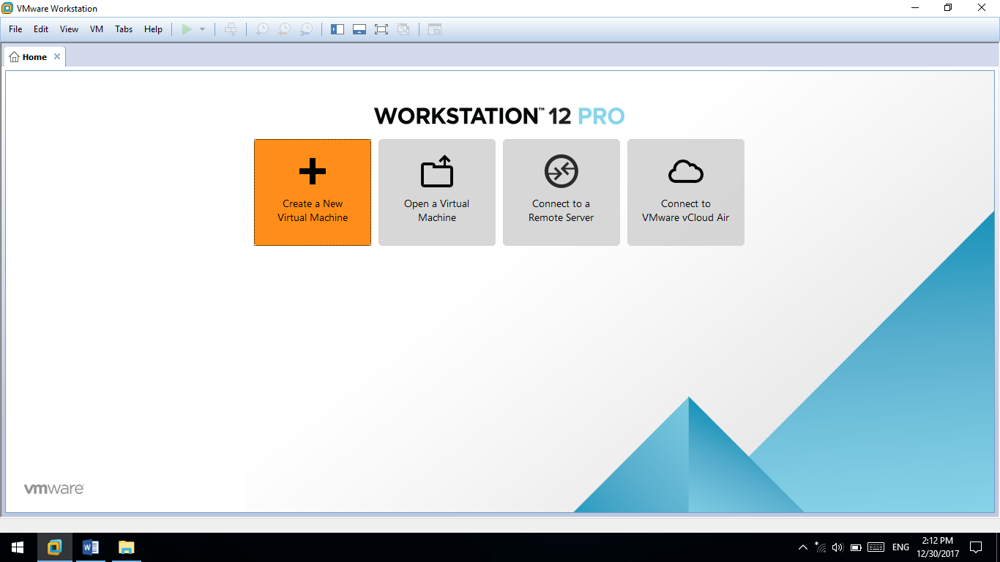 VMware Workstation
File Edit View VM Tabs Help
Home
WORKSTATION™ 12 PRO
Create a New
Virtual Machine
Open a Virtual
Machine
Connect to a
Remote Server
Connect to
VMware vCloud Air
vmware
ENG
2:12 PM
12/30/2017